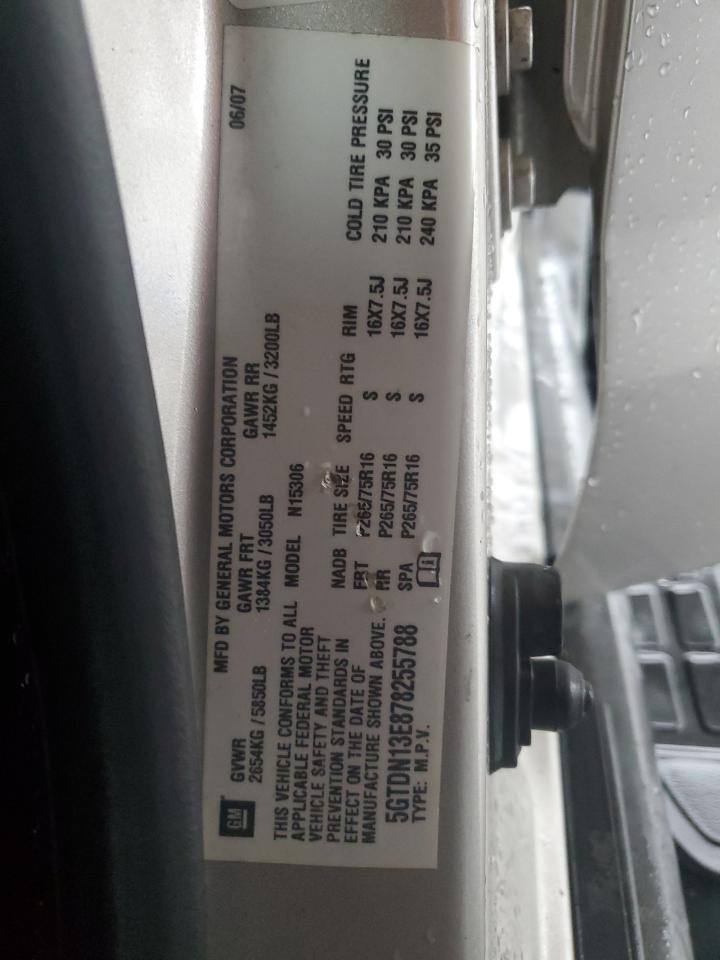 GM
MFD BY GENERAL MOTORS CORPORATION 06/07
GVWR GAWR FRT GAWR RR
2654KG / 5850LB 1384KG / 3050LB 1452KG / 3200LB
THIS VEHICLE CONFORMS TO ALL
APPLICABLE FEDERAL MOTOR
VEHICLE SAFETY AND THEFT
PREVENTION STANDARDS IN
EFFECT ON THE DATE OF
MANUFACTURE SHOWN ABOVE.
5GTDN13E878255788
TYPE: M.P.V.
MODEL N15306
NADB TIRE SIZE SPEED RTG RIM COLD TIRE PRESSURE
FRT P265/75R16 S 16X7.5J 210 KPA 30 PSI
RR P265/75R16 S 16X7.5J 210 KPA 30 PSI
SPA P265/75R16 S 16X7.5J 240 KPA 35 PSI